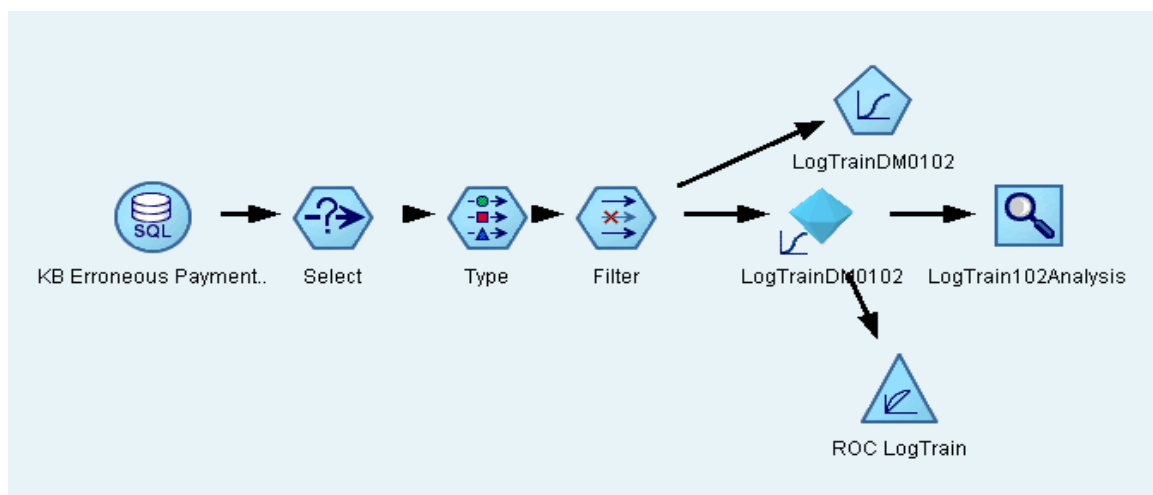 LogTrainDM0102
SQL
KB Erroneous Payment..
Select
Type
Filter
LogTrainDM0102
LogTrain102Analysis
ROC LogTrain